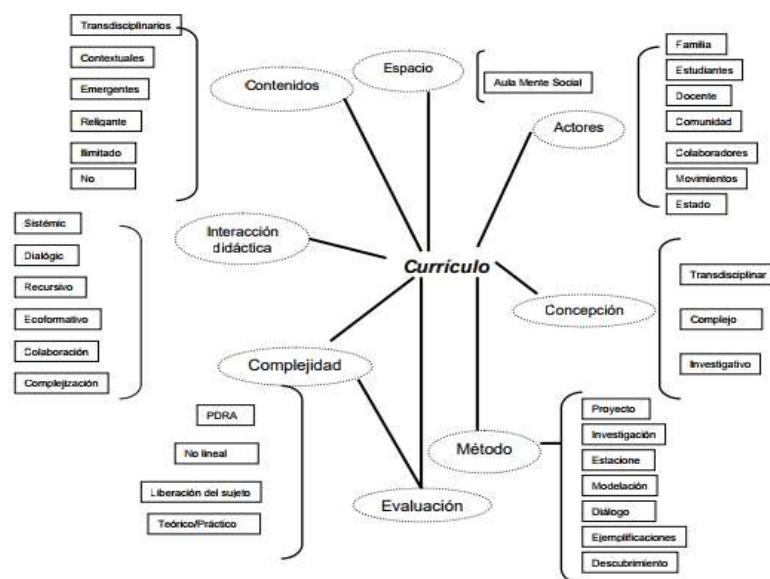 Transdisciplinarios
Contextuales
Emergentes
Religante
Ilimitado
No
Contenidos
Espacio
Aula Mente Social
Actores
Familia
Estudiantes
Docente
Comunidad
Colaboradores
Movimientos
Estado
Sistémic
Dialógic
Recursivo
Ecoformativo
Colaboración
Complejización
Interacción
didáctica
Currículo
Concepción
Transdisciplinar
Complejo
Investigativo
Complejidad
PDRA
No lineal
Liberación del sujeto
Teórico/Práctico
Evaluación
Método
Proyecto
Investigación
Estacione
Modelación
Diálogo
Ejemplificaciones
Descubrimiento